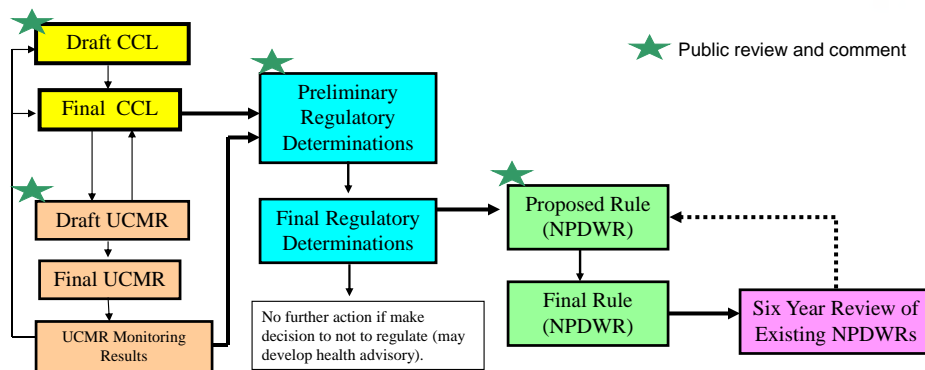 Draft CCL
Final CCL
Draft UCMR
Final UCMR
UCMR Monitoring
Results
Preliminary
Regulatory
Determinations
Final Regulatory
Determinations
No further action if make
decision to not to regulate (may
develop health advisory).
Public review and comment
Proposed Rule
(NPDWR)
Final Rule
(NPDWR)
Six Year Review of
Existing NPDWRs